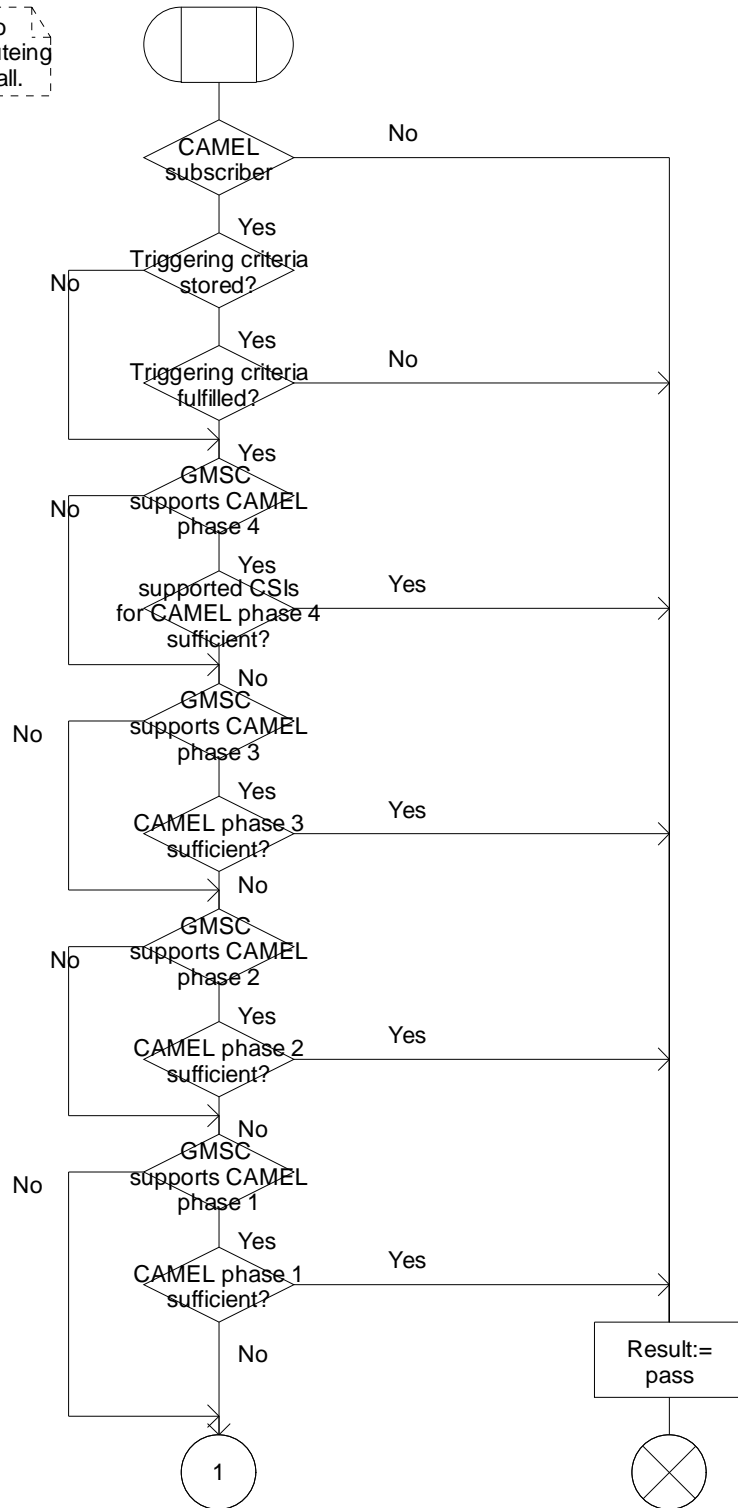 all.
No
CAMEL
subscriber
Yes
Triggering criteria
stored?
No
Yes
No
Triggering criteria
fulfilled?
Yes
GMSC
supports CAMEL
phase 4
No
Yes
supported CSIs
for CAMEL phase 4
sufficient?
Yes
No
GMSC
supports CAMEL
phase 3
No
Yes
CAMEL phase 3
sufficient?
Yes
No
GMSC
supports CAMEL
phase 2
No
Yes
CAMEL phase 2
sufficient?
Yes
No
GMSC
supports CAMEL
phase 1
No
Yes
CAMEL phase 1
sufficient?
Yes
No
Result:=
pass
1